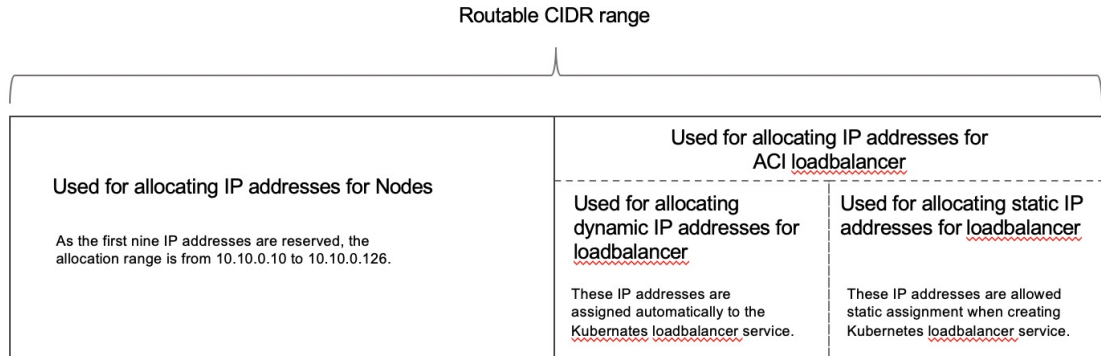 Routable CIDR range
Used for allocating IP addresses for Nodes
As the first nine IP addresses are reserved, the
allocation range is from 10.10.0.10 to 10.10.0.126.
Used for allocating IP addresses for
ACI loadbalancer
Used for allocating
dynamic IP addresses for
loadbalancer
These IP addresses are
assigned automatically to the
Kubernates loadbalancer service.
Used for allocating static IP
addresses for loadbalancer
These IP addresses are allowed
static assignment when creating
Kubernetes loadbalancer service.